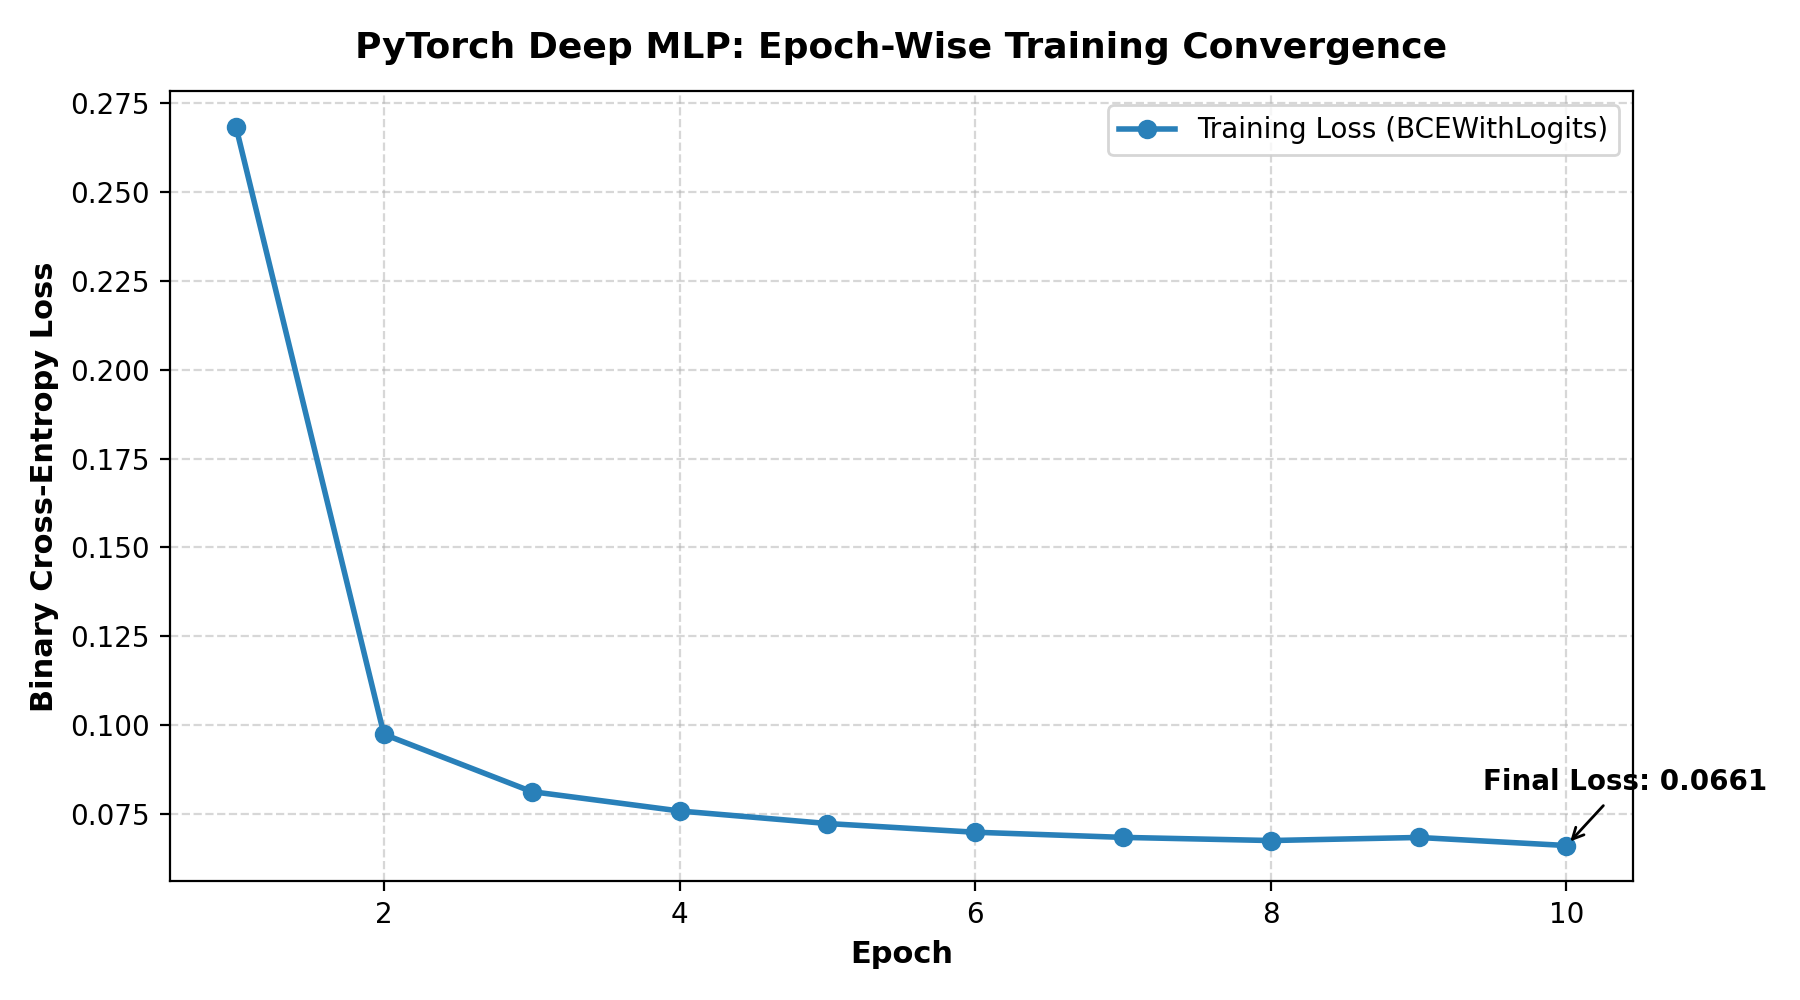 PyTorch Deep MLP: Epoch-Wise Training Convergence
Training Loss (BCEWithLogits)
Binary Cross-Entropy Loss
0.275
0.250
0.225
0.200
0.175
0.150
0.125
0.100
0.075
Final Loss: 0.0661
2 4 6 8 10
Epoch